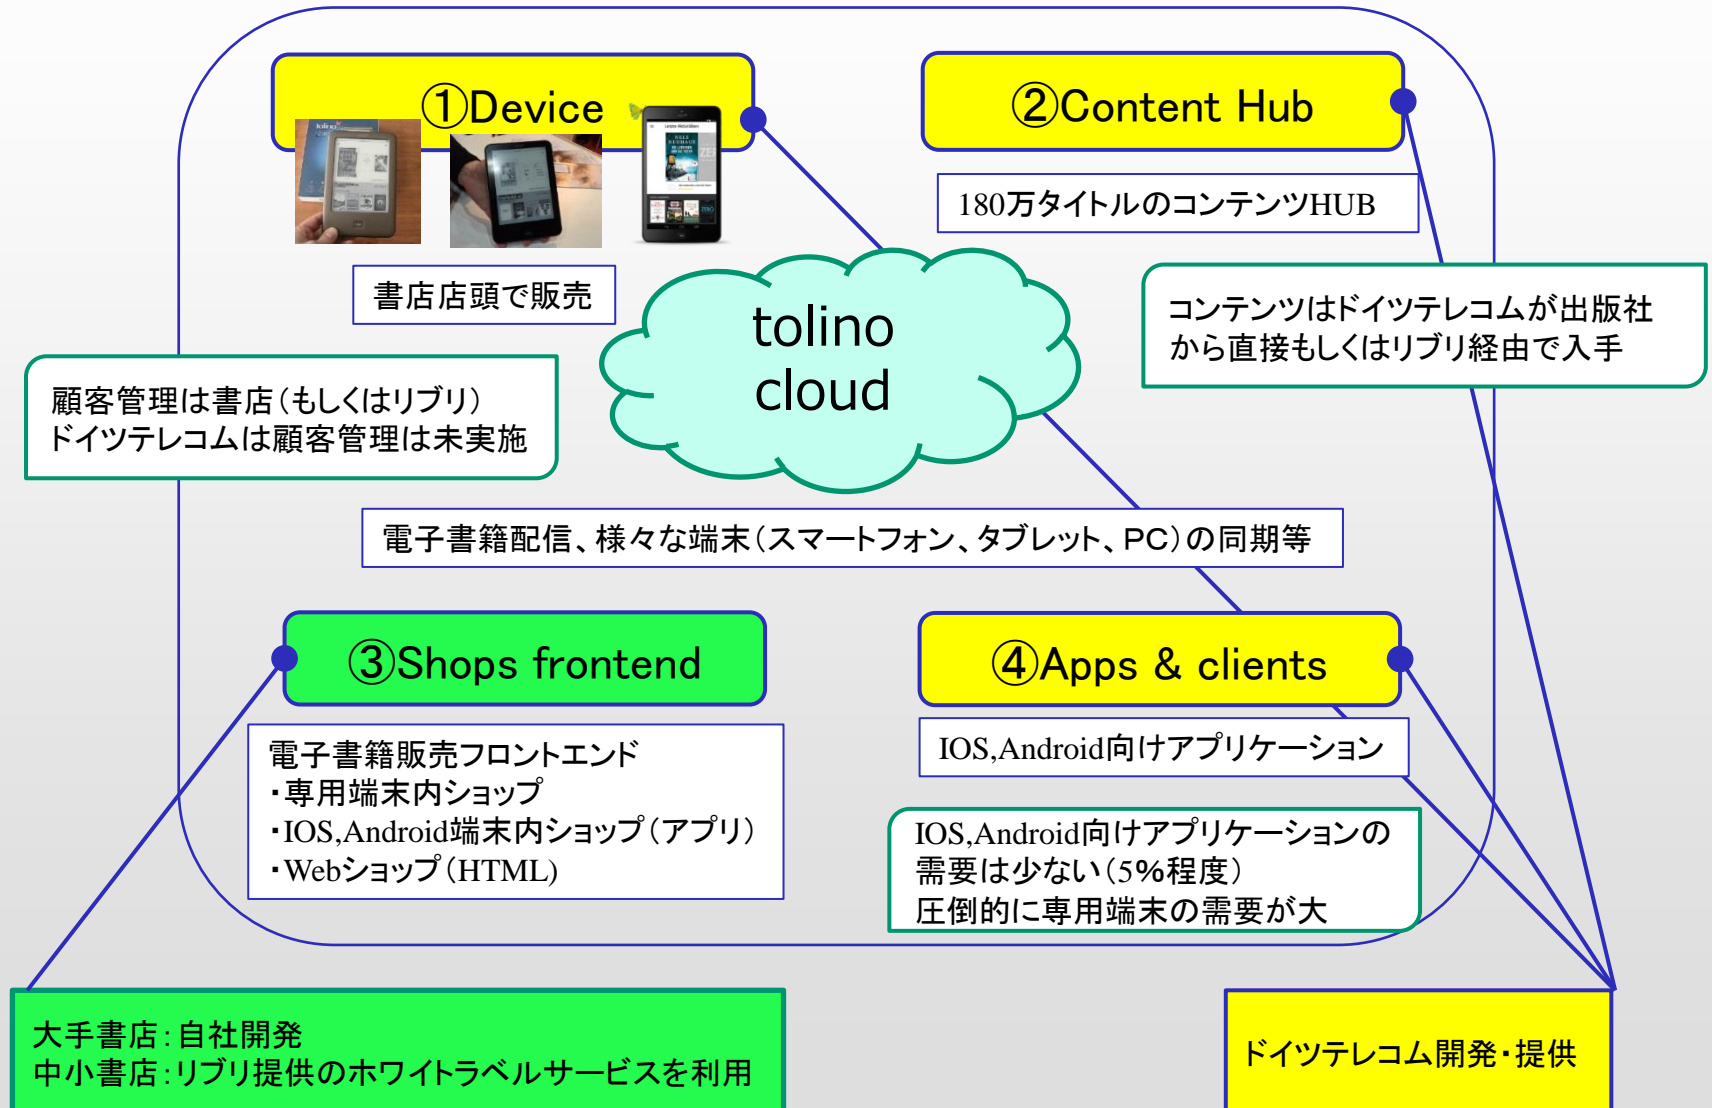 ①Device
②Content Hub
tolino
180万タイトルのコンテンツHUB
書店店頭で販売
tolino
cloud
コンテンツはドイツテレコムが出版社
から直接もしくはリブリ経由で入手
顧客管理は書店（もしくはリブリ）
ドイツテレコムは顧客管理は未実施
電子書籍配信、様々な端末（スマートフォン、タブレット、PC）の同期等
③Shops frontend
④Apps & clients
電子書籍販売フロントエンド
・専用端末内ショップ
・IOS,Android端末内ショップ（アプリ）
・Webショップ（HTML)
IOS,Android向けアプリケーション
IOS,Android向けアプリケーションの
需要は少ない（5%程度）
圧倒的に専用端末の需要が大
大手書店：自社開発
中小書店：リブリ提供のホワイトラベルサービスを利用
ドイツテレコム開発・提供